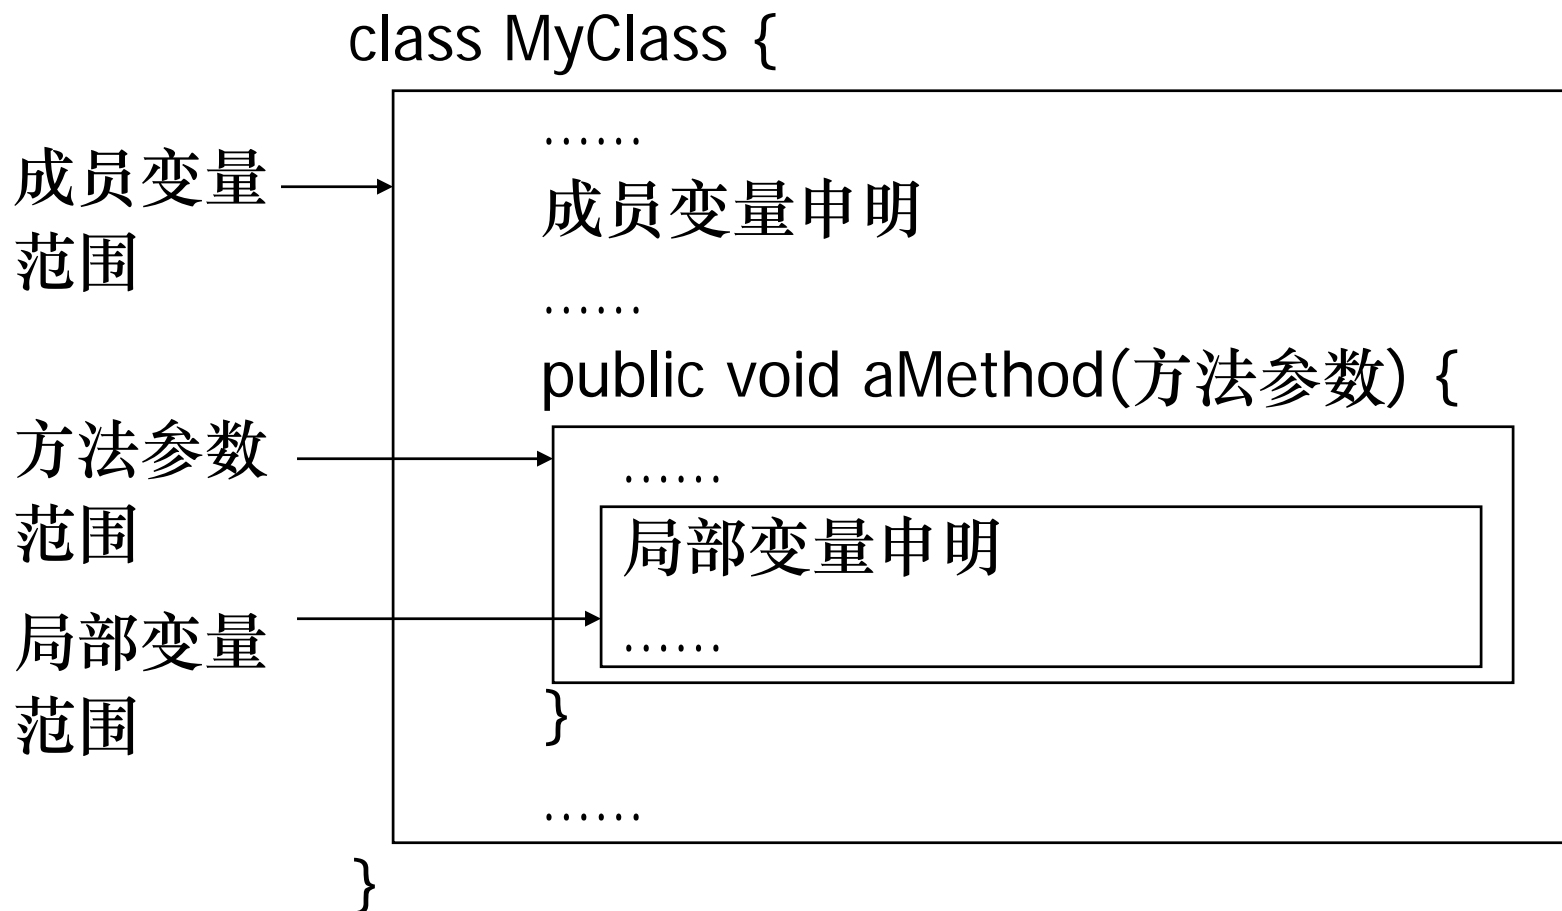 class MyClass {
……
成员变量
范围
成员变量申明
……
public void aMethod(方法参数) {
方法参数
范围
……
局部变量申明
局部变量
范围
……
}
……
}